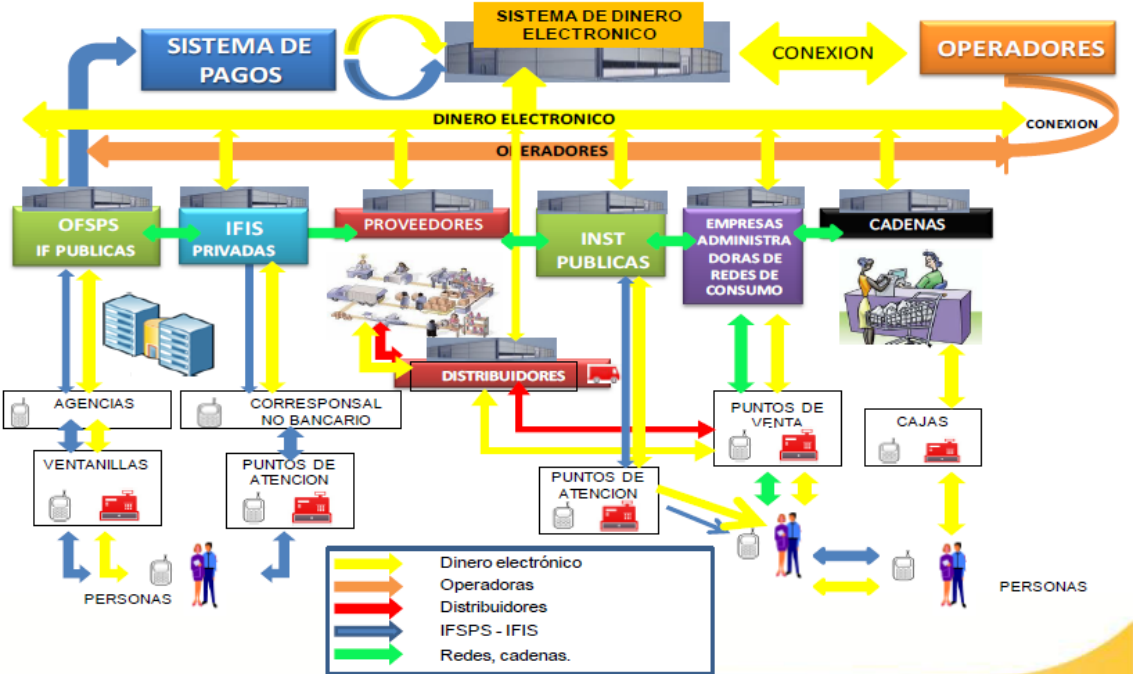 SISTEMA DE DINERO
ELECTRONICO
SISTEMA DE
PAGOS
CONEXION
OPERADORES
DINERO ELECTRONICO
CONEXION
OPERADORES
OFSPS
IF PUBLICAS
IFIS
PRIVADAS
PROVEEDORES
INST
PUBLICAS
EMPRESAS
ADMINISTRA
DORAS DE
REDES DE
CONSUMO
CADENAS
DISTRIBUIDORES
AGENCIAS
CORRESPONSAL
NO BANCARIO
PUNTOS DE
VENTA
CAJAS
VENTANILLAS
PUNTOS DE
ATENCION
PUNTOS DE
ATENCION
PERSONAS
PERSONAS
Dinero electrónico
Operadoras
Distribuidores
IFSPS - IFIS
Redes, cadenas.